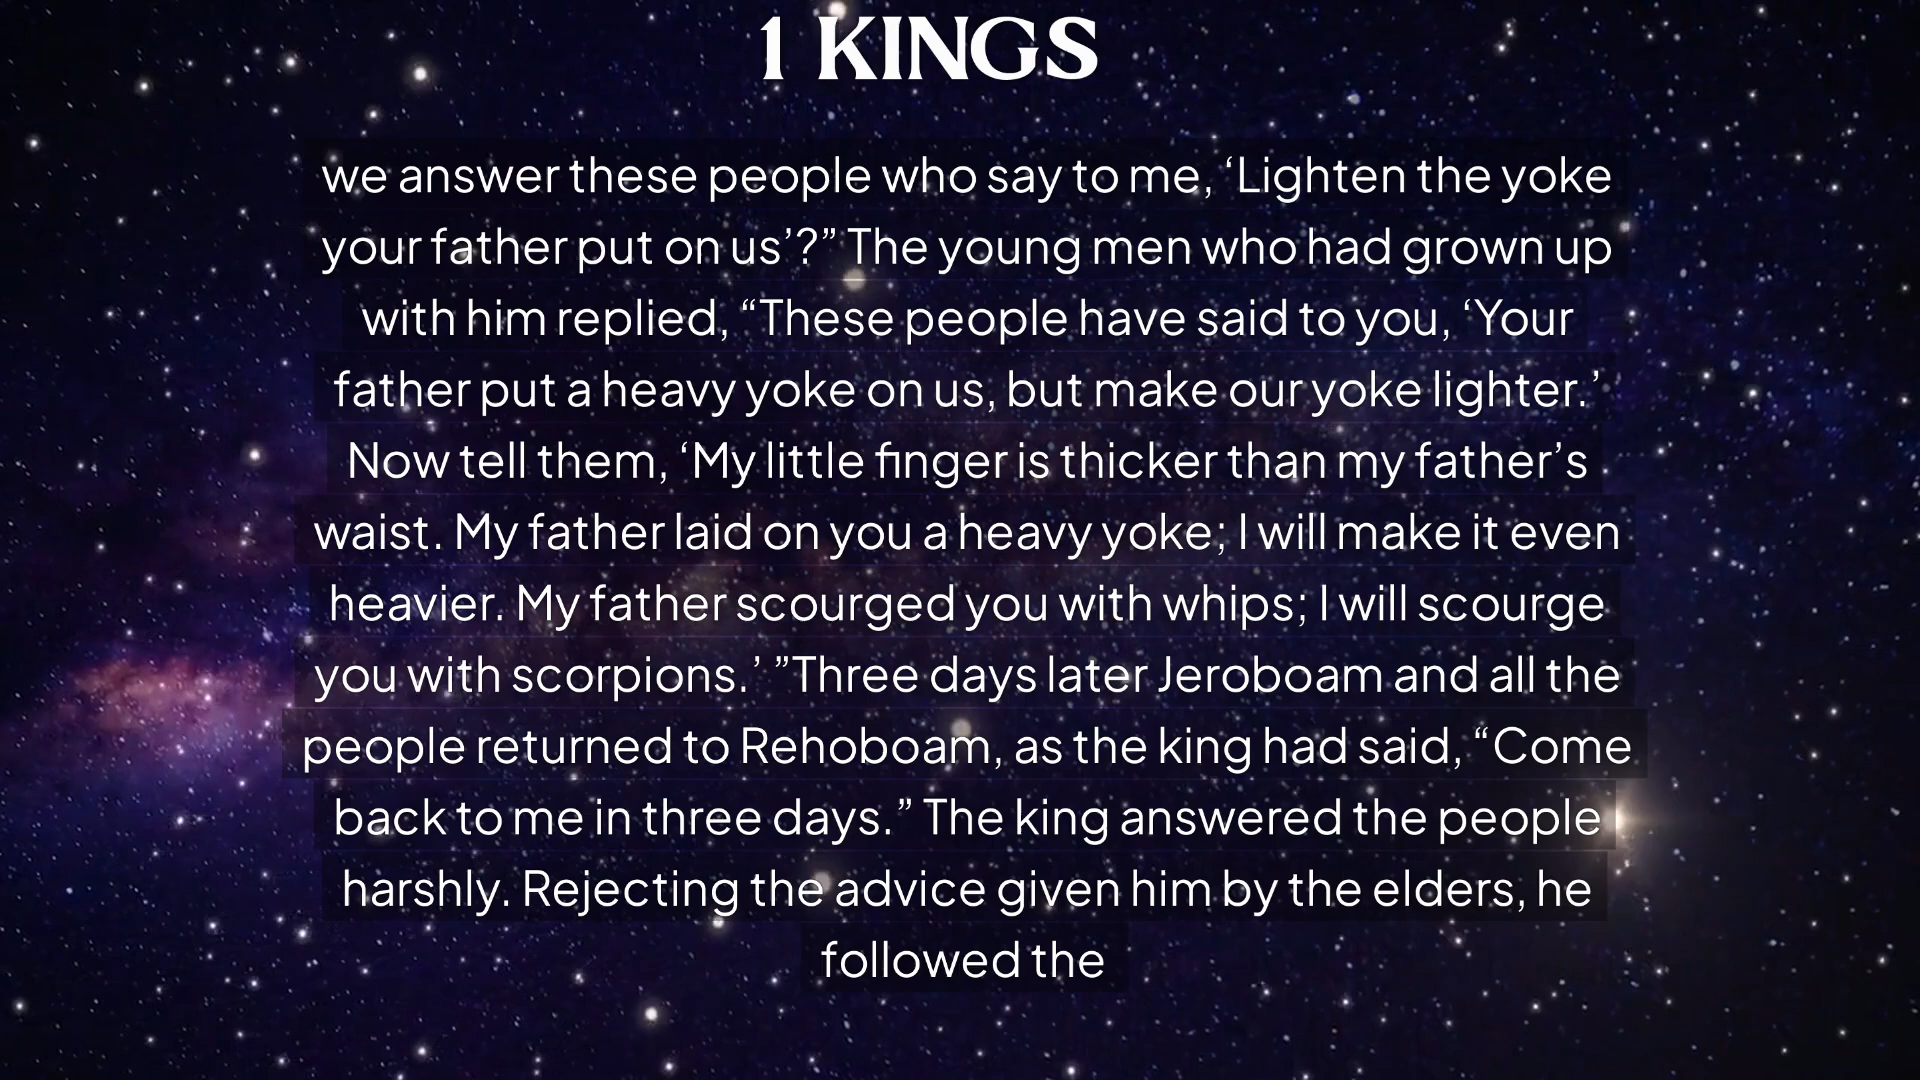 1 KINGS
we answer these people who say to me, ‘Lighten the yoke
your father put on us’?” The young men who had grown up
with him replied, “These people have said to you, ‘Your
father put a heavy yoke on us, but make our yoke lighter.’
Now tell them, ‘My little finger is thicker than my father’s
waist. My father laid on you a heavy yoke; I will make it even
heavier. My father scourged you with whips; I will scourge
you with scorpions.’ ”Three days later Jeroboam and all the
people returned to Rehoboam, as the king had said, “Come
back to me in three days.” The king answered the people
harshly. Rejecting the advice given him by the elders, he
followed the